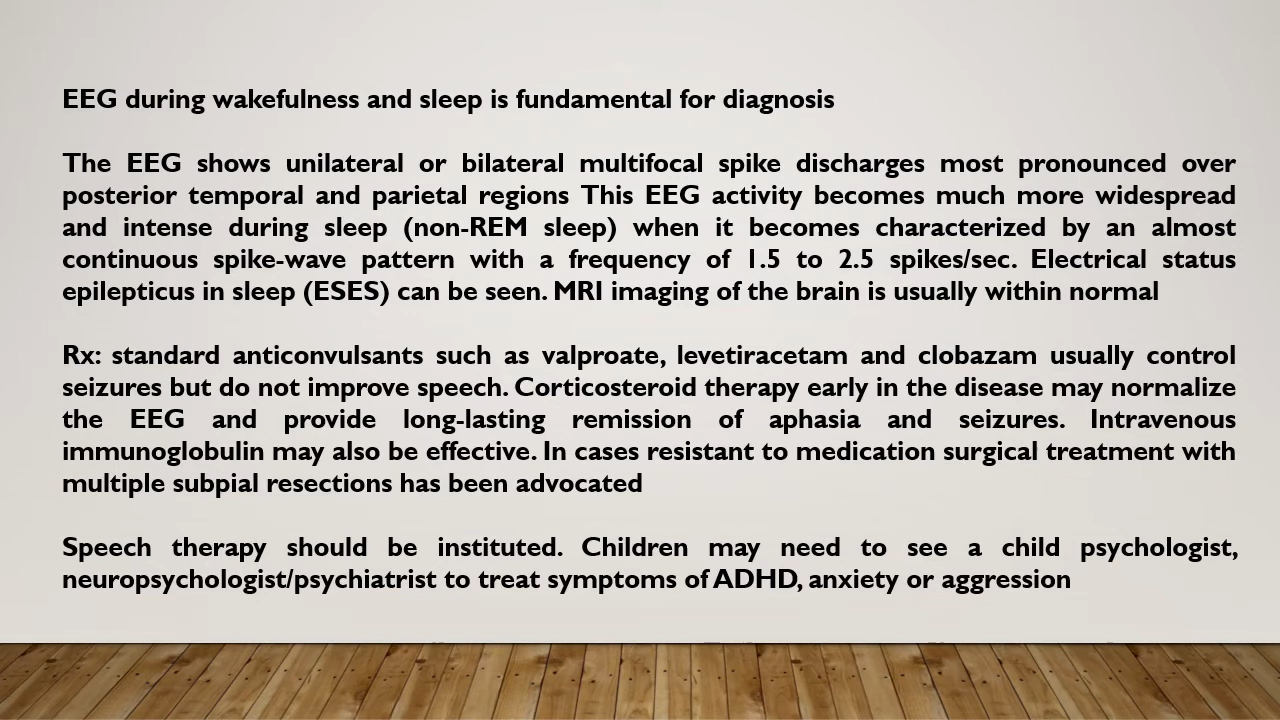 EEG during wakefulness and sleep is fundamental for diagnosis
The EEG shows unilateral or bilateral multifocal spike discharges most pronounced over
posterior temporal and parietal regions This EEG activity becomes much more widespread
and intense during sleep (non-REM sleep) when it becomes characterized by an almost
continuous spike-wave pattern with a frequency of 1.5 to 2.5 spikes/sec. Electrical status
epilepticus in sleep (ESES) can be seen. MRI imaging of the brain is usually within normal
Rx: standard anticonvulsants such as valproate, levetiracetam and clobazam usually control
seizures but do not improve speech. Corticosteroid therapy early in the disease may normalize
the EEG and provide long-lasting remission of aphasia and seizures. Intravenous
immunoglobulin may also be effective. In cases resistant to medication surgical treatment with
multiple subpial resections has been advocated
Speech therapy should be instituted. Children may need to see a child psychologist,
neuropsychologist/psychiatrist to treat symptoms of ADHD, anxiety or aggression